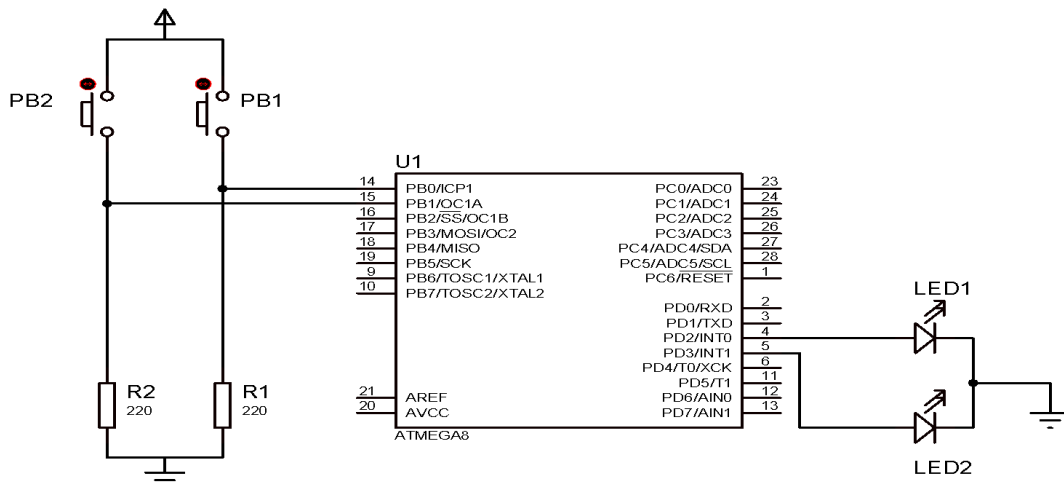 PB2
PB1
U1
14 PB0/ICP1
15 PB1/OC1A
16 PB2/SS/OC1B
17 PB3/MOSI/OC2
18 PB4/MISO
19 PB5/SCK
9 PB6/TOSC1/XTAL1
10 PB7/TOSC2/XTAL2
21 AREF
20 AVCC
PC0/ADC0 23
PC1/ADC1 24
PC2/ADC2 25
PC3/ADC3 26
PC4/ADC4/SDA 27
PC5/ADC5/SCL 28
PC6/RESET 1
PD0/RXD 2
PD1/TXD 3
PD2/INT0 4
PD3/INT1 5
PD4/T0/XCK 6
PD5/T1 11
PD6/AIN0 12
PD7/AIN1 13
ATMEGA8
R2
220
R1
220
LED1
LED2